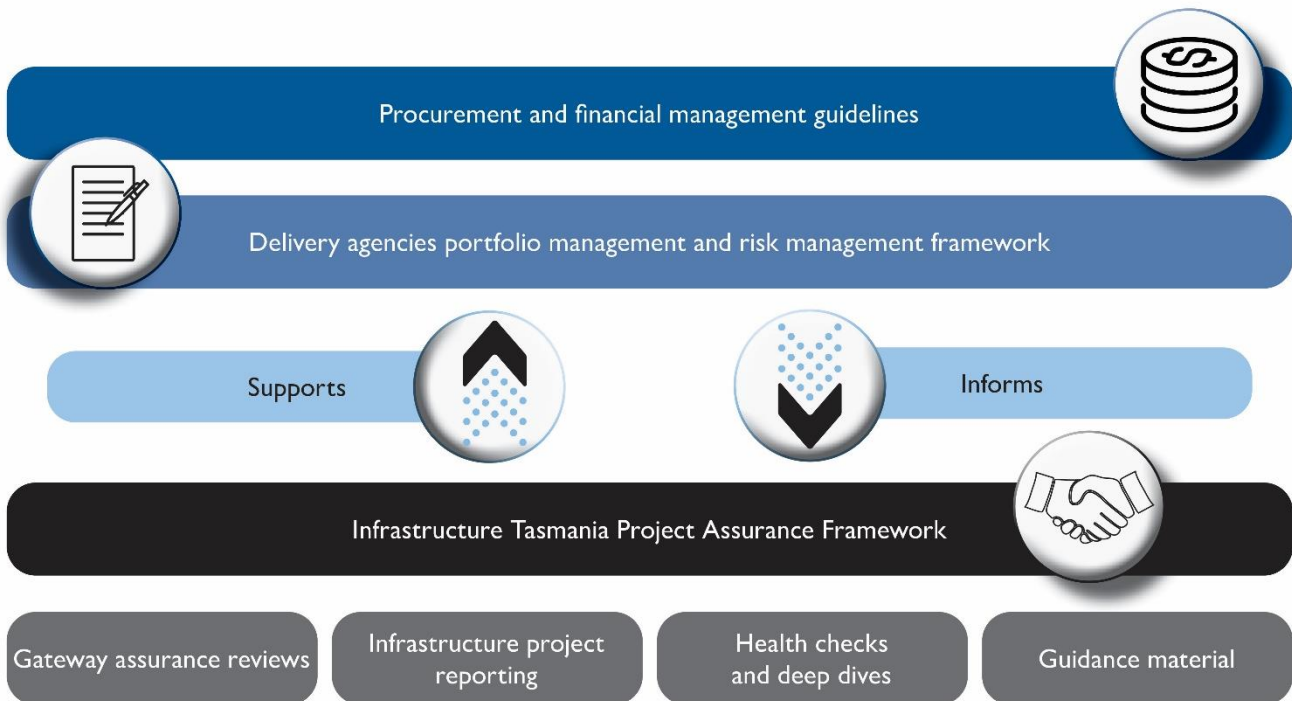 Procurement and financial management guidelines
Delivery agencies portfolio management and risk management framework
Supports
Informs
Infrastructure Tasmania Project Assurance Framework
Gateway assurance reviews
Infrastructure project
reporting
Health checks
and deep dives
Guidance material